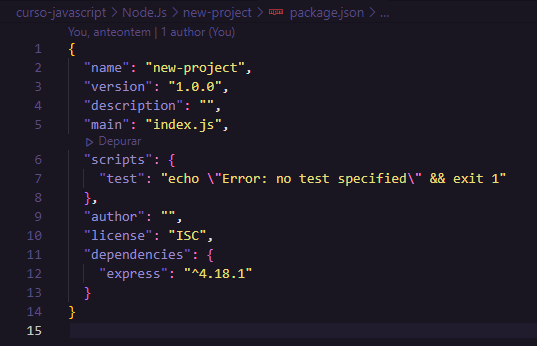 curso-javascript > Node.Js > new-project > package.json > ...
You, anteontem | 1 author (You)
1 {
2 "name": "new-project",
3 "version": "1.0.0",
4 "description": "",
5 "main": "index.js",
Depurar
6 "scripts": {
7 "test": "echo \"Error: no test specified\" && exit 1"
8 },
9 "author": "",
10 "license": "ISC",
11 "dependencies": {
12 "express": "^4.18.1"
13 }
14 }
15